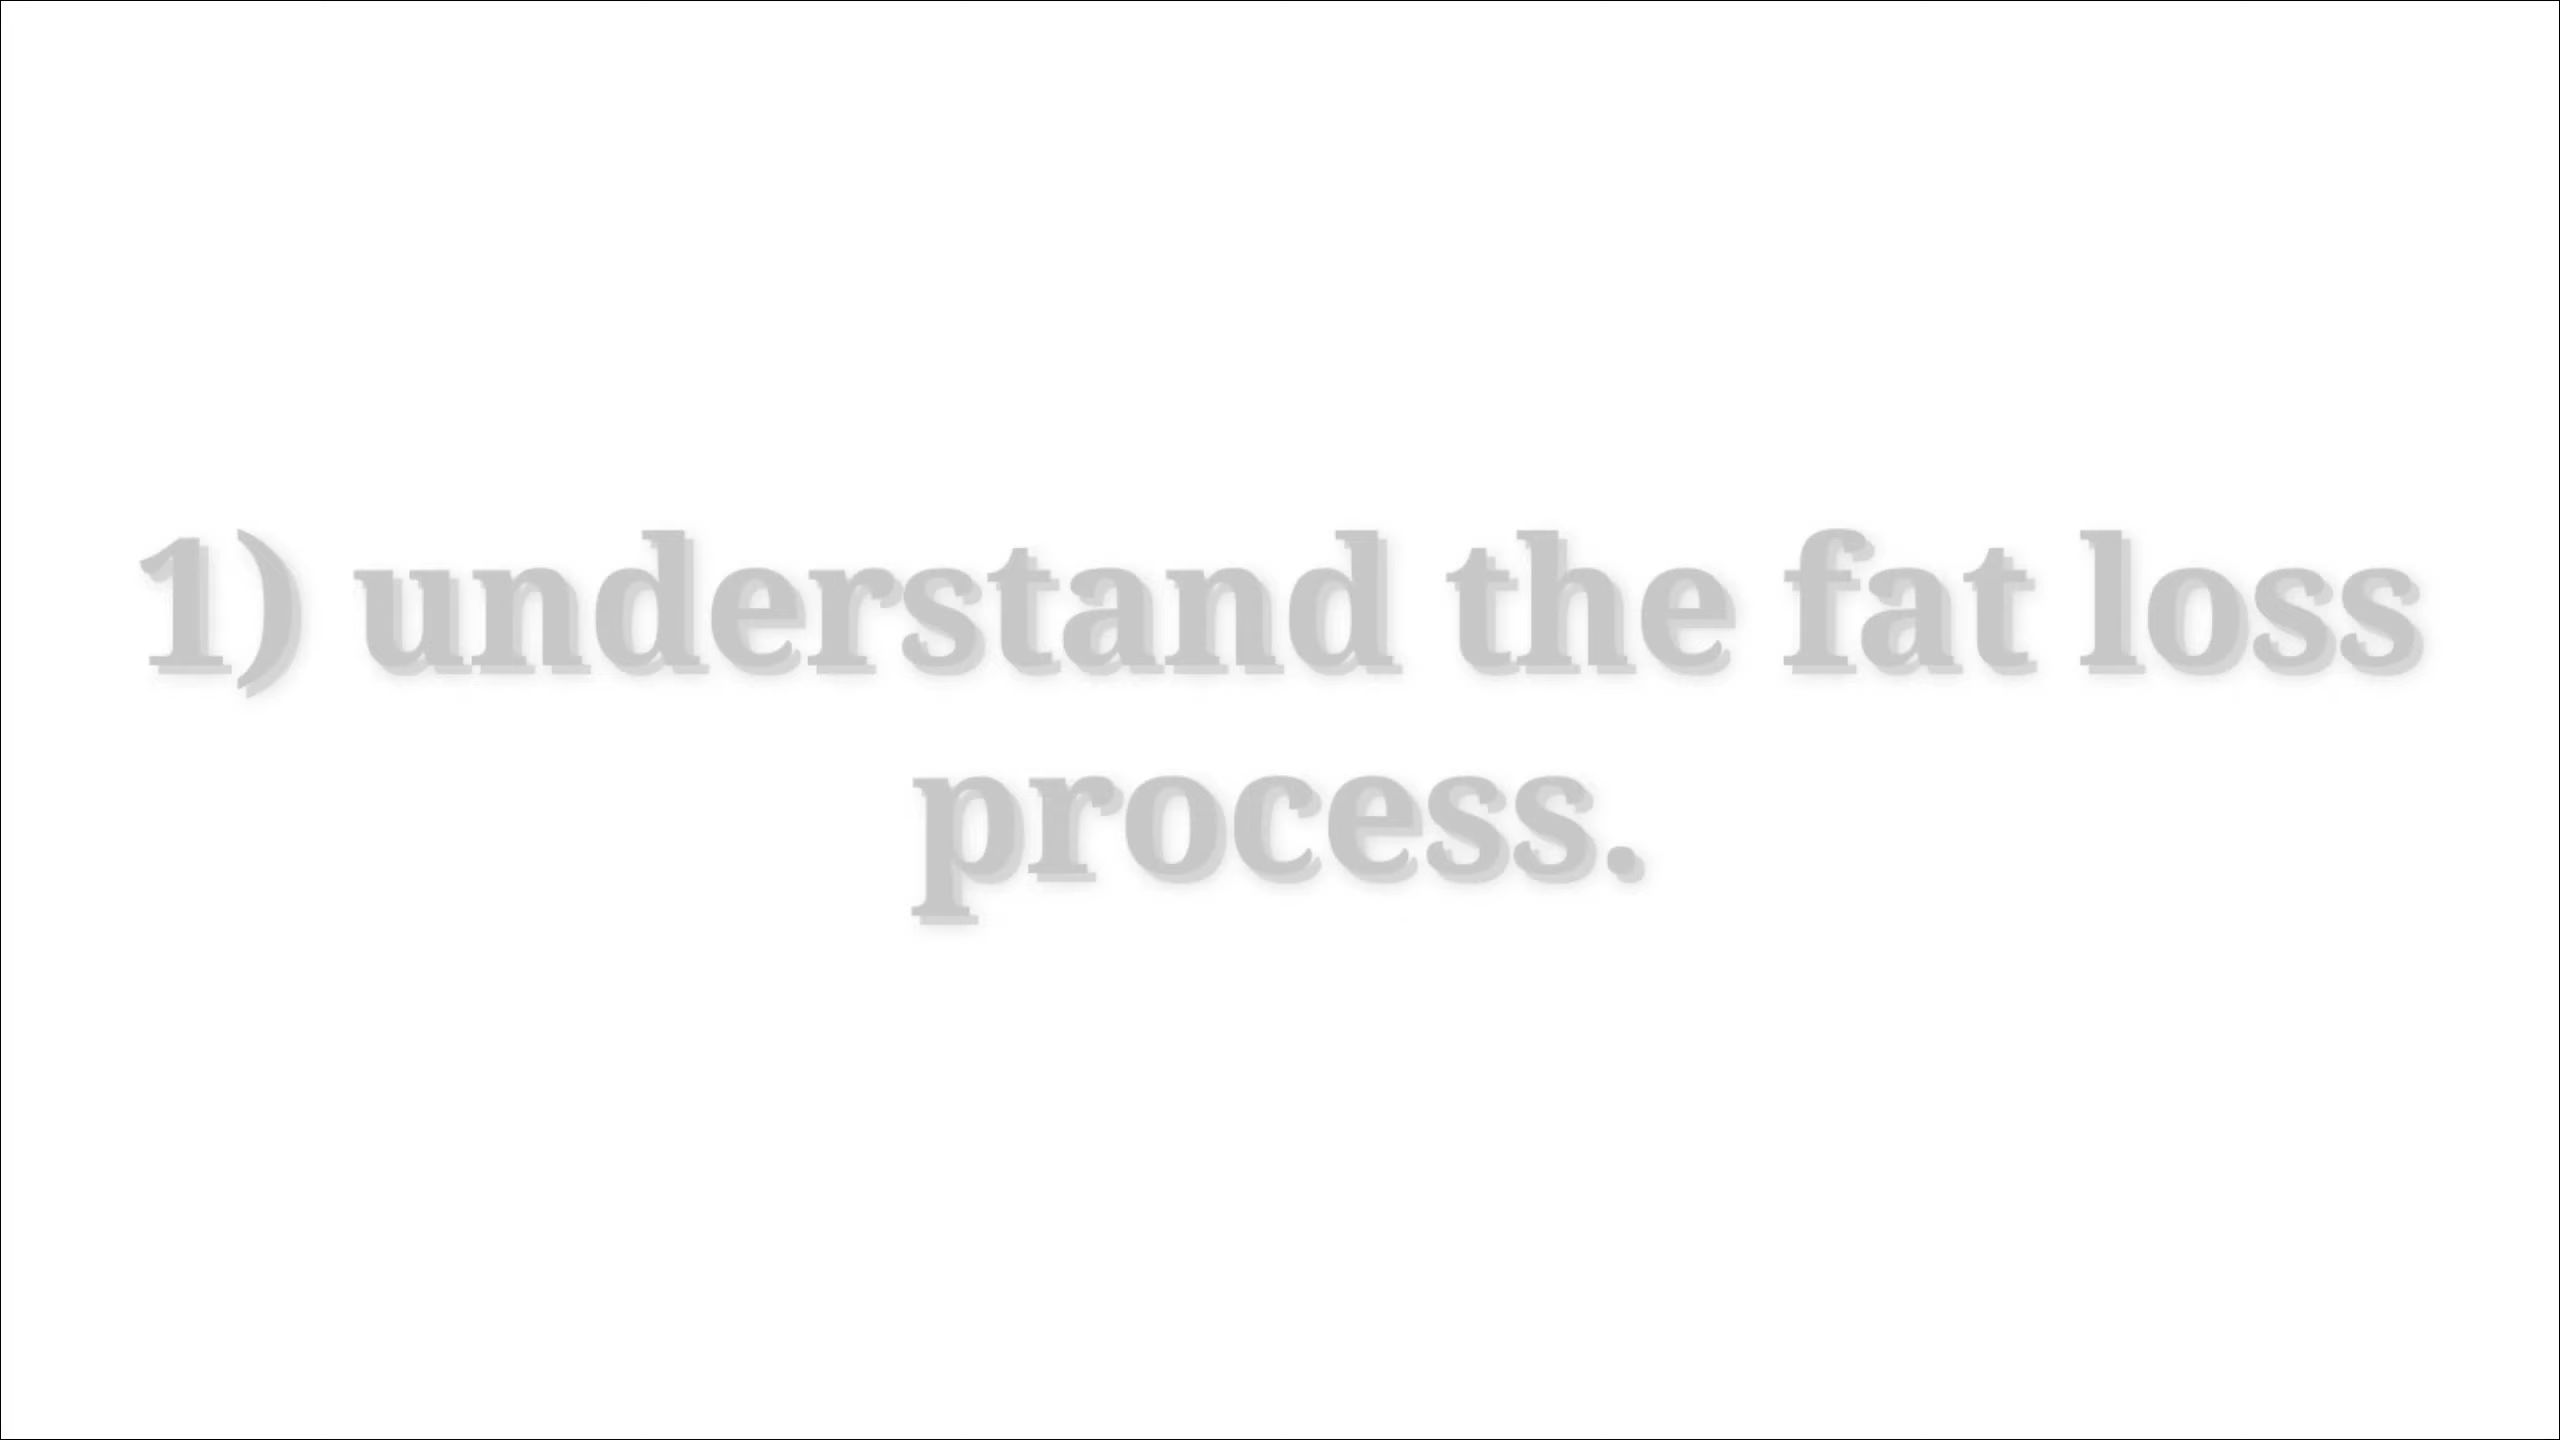 1) understand the fat loss
process.